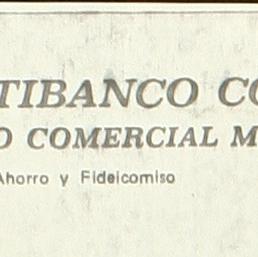 TIBANCO CO
O COMERCIAL M
Ahorro y Fideicomiso